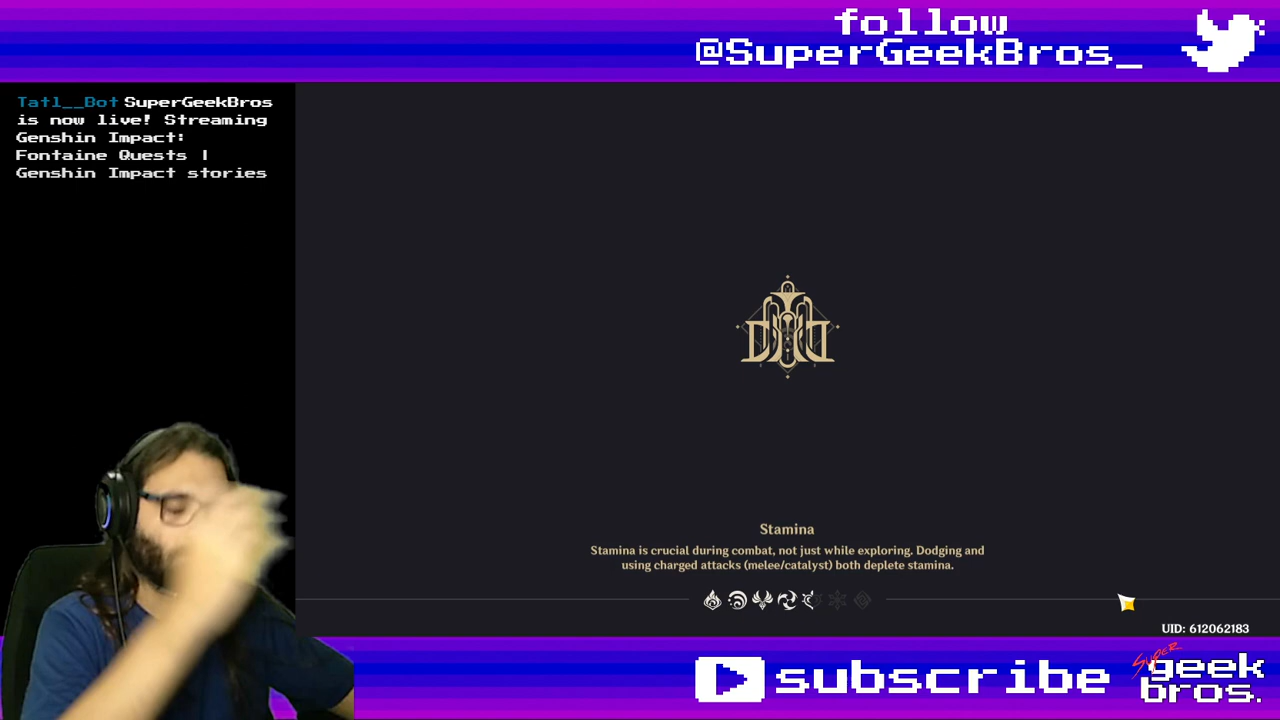 follow
@SuperGeekBros_
Tatl__Bot SuperGeekBros
is now live! Streaming
Genshin Impact:
Fontaine Quests |
Genshin Impact stories
Stamina
Stamina is crucial during combat, not just while exploring. Dodging and
using charged attacks (melee/catalyst) both deplete stamina.
UID: 612062183
subscribe
super
geek
bros.